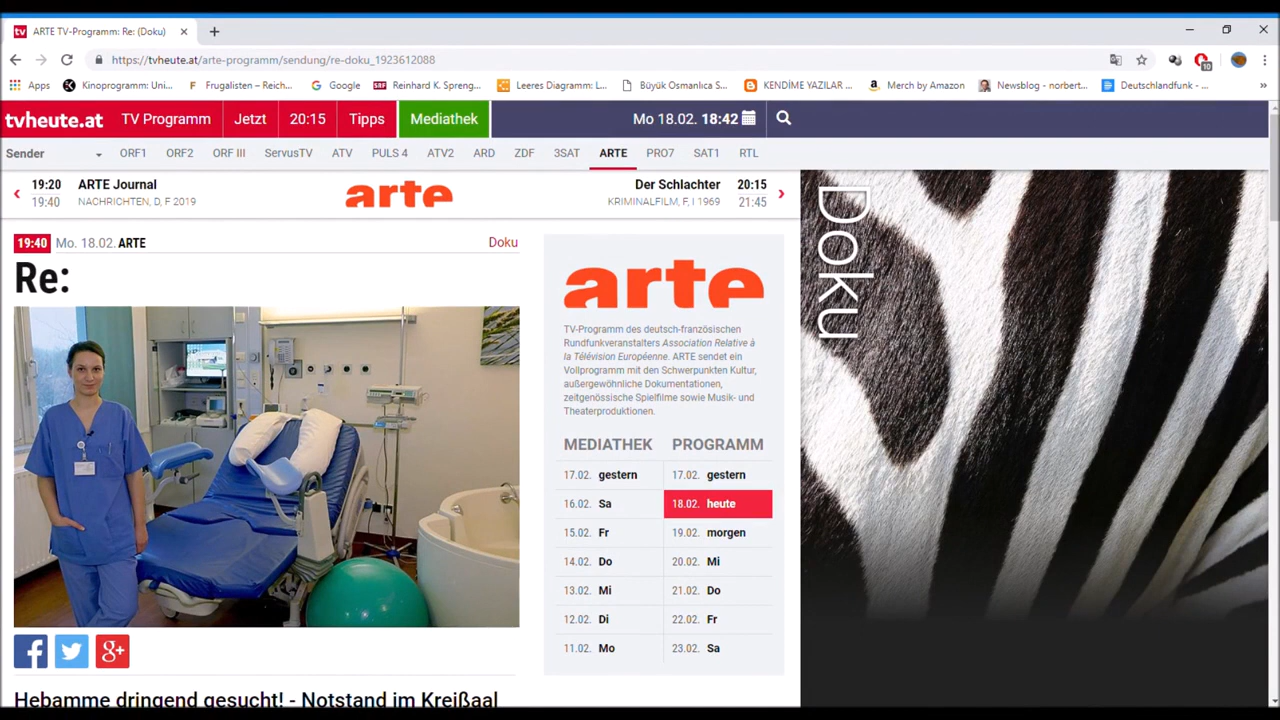 ARTE TV-Programm: Re: (Doku)
https://tvheute.at/arte-programm/sendung/re-doku_1923612088
10
Apps Kinoprogramm: Uni... Frugalisten – Reich... Google SRF Reinhard K. Spreng... Leeres Diagramm: L... Büyük Osmanlica S... KENDİME YAZILAR ... Merch by Amazon Newsblog - norbert... Deutschlandfunk - ... »
tvheute.at TV Programm Jetzt 20:15 Tipps Mediathek Mo 18.02. 18:42
Sender ORF1 ORF2 ORF III ServusTV ATV PULS 4 ATV2 ARD ZDF 3SAT ARTE PRO7 SAT1 RTL
19:20 ARTE Journal
19:40 NACHRICHTEN, D, F 2019
arte
Der Schlachter 20:15
KRIMINALFILM, F, I 1969 21:45
19:40 Mo. 18.02. ARTE Doku
Re:
arte
TV-Programm des deutsch-französischen
Rundfunkveranstalters Association Relative à
la Télévision Européenne. ARTE sendet ein
Vollprogramm mit den Schwerpunkten Kultur,
außergewöhnliche Dokumentationen,
zeitgenössische Spielfilme sowie Musik- und
Theaterproduktionen.
MEDIATHEK PROGRAMM
17.02. gestern 17.02. gestern
16.02. Sa 18.02. heute
15.02. Fr 19.02. morgen
14.02. Do 20.02. Mi
13.02. Mi 21.02. Do
12.02. Di 22.02. Fr
11.02. Mo 23.02. Sa
Doku
Hebamme dringend gesucht! - Notstand im Kreißaal